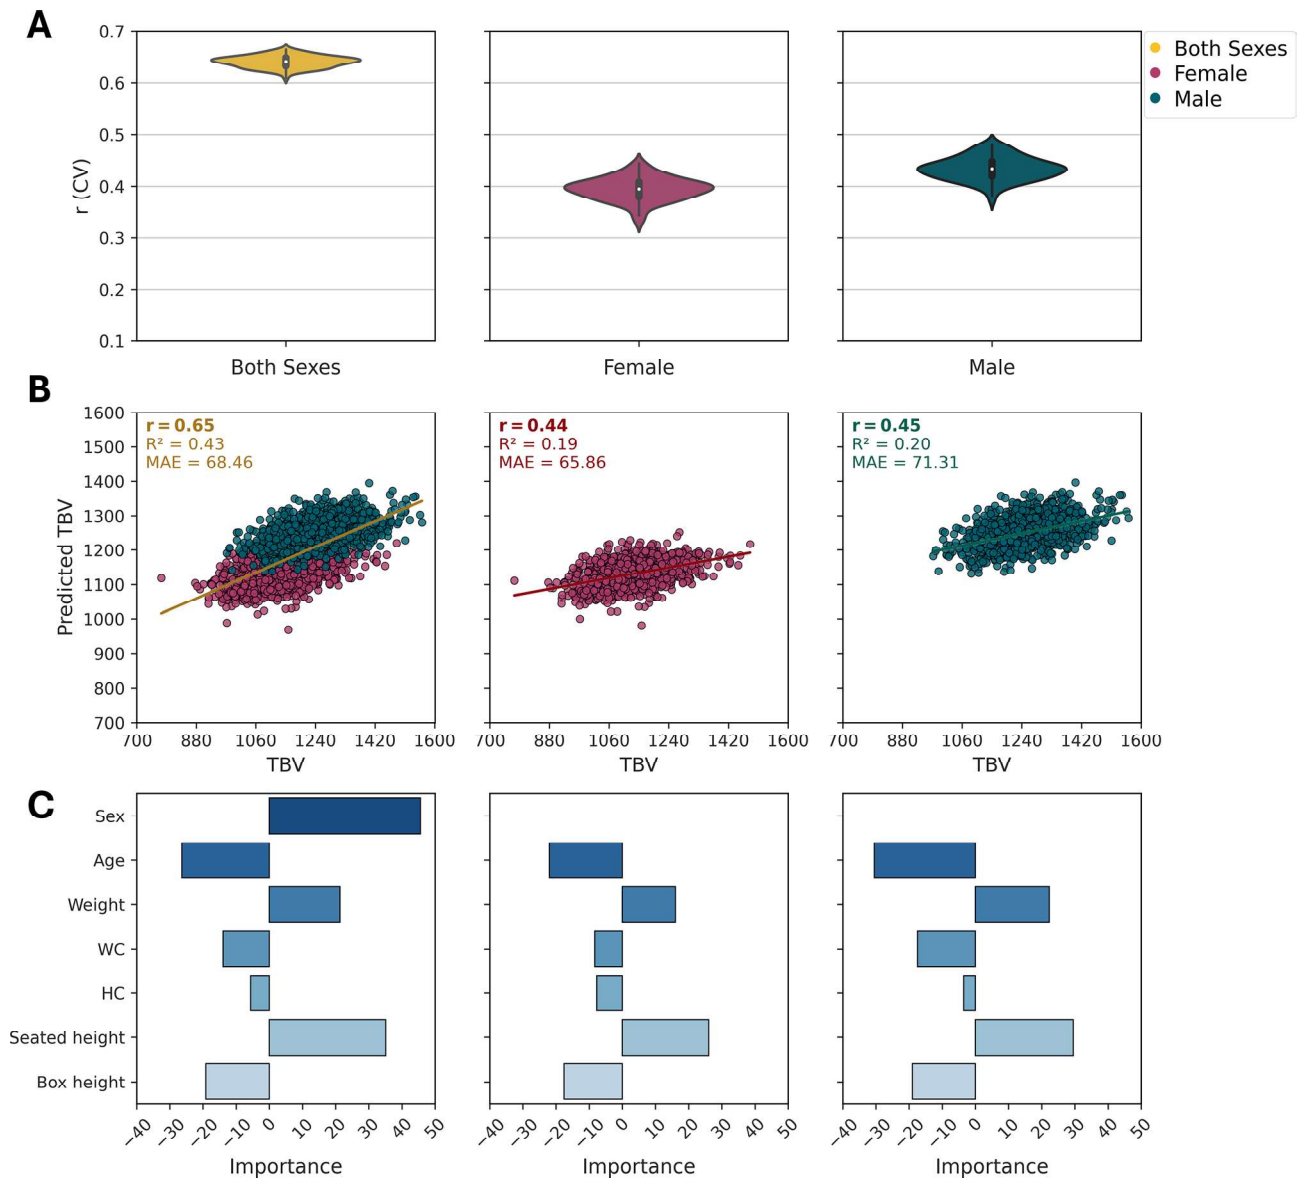 A
0.7
0.6
0.5
0.4
0.3
0.2
0.1
r (CV)
Both Sexes
Female
Male
Both Sexes
Female
Male
B
r = 0.65
R² = 0.43
MAE = 68.46
r = 0.44
R² = 0.19
MAE = 65.86
r = 0.45
R² = 0.20
MAE = 71.31
1600
1500
1400
1300
1200
1100
1000
900
800
700
Predicted TBV
700 880 1060 1240 1420 1600
700 880 1060 1240 1420 1600
700 880 1060 1240 1420 1600
TBV
TBV
TBV
C
Sex
Age
Weight
WC
HC
Seated height
Box height
−40 −30 −20 −10 0 10 20 30 40 50
−40 −30 −20 −10 0 10 20 30 40 50
−40 −30 −20 −10 0 10 20 30 40 50
Importance
Importance
Importance